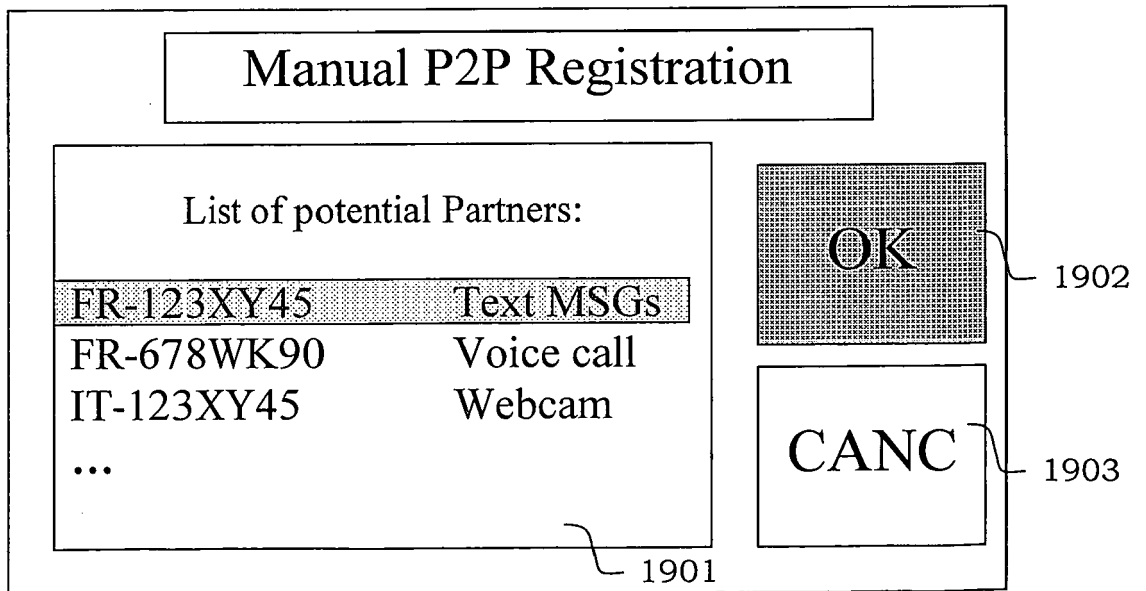 Manual P2P Registration
List of potential Partners:
FR-123XY45 Text MSGs
FR-678WK90 Voice call
IT-123XY45 Webcam
...
OK
1902
CANC
1903
1901